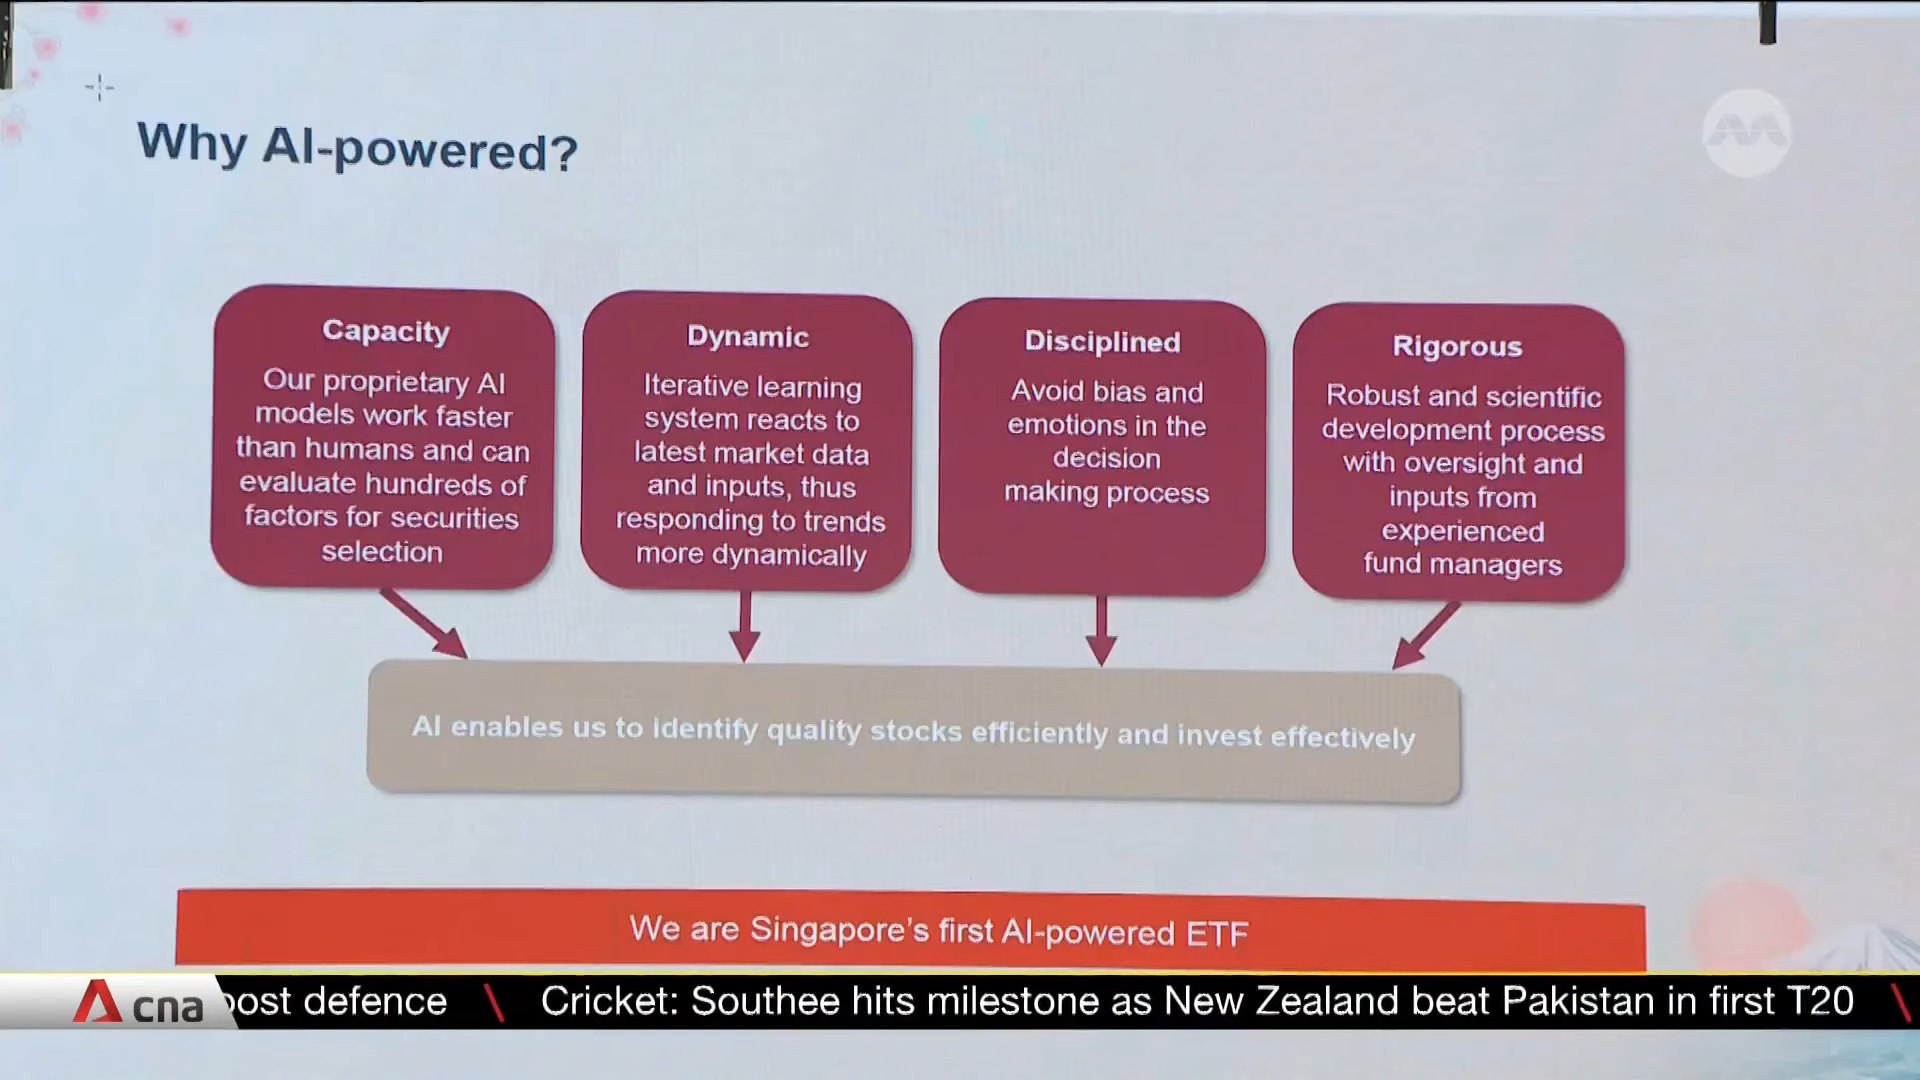 Why AI-powered?
Capacity
Our proprietary AI
models work faster
than humans and can
evaluate hundreds of
factors for securities
selection
Dynamic
Iterative learning
system reacts to
latest market data
and inputs, thus
responding to trends
more dynamically
Disciplined
Avoid bias and
emotions in the
decision
making process
Rigorous
Robust and scientific
development process
with oversight and
inputs from
experienced
fund managers
AI enables us to identify quality stocks efficiently and invest effectively
We are Singapore's first AI-powered ETF
cna
post defence \ Cricket: Southee hits milestone as New Zealand beat Pakistan in first T20 \